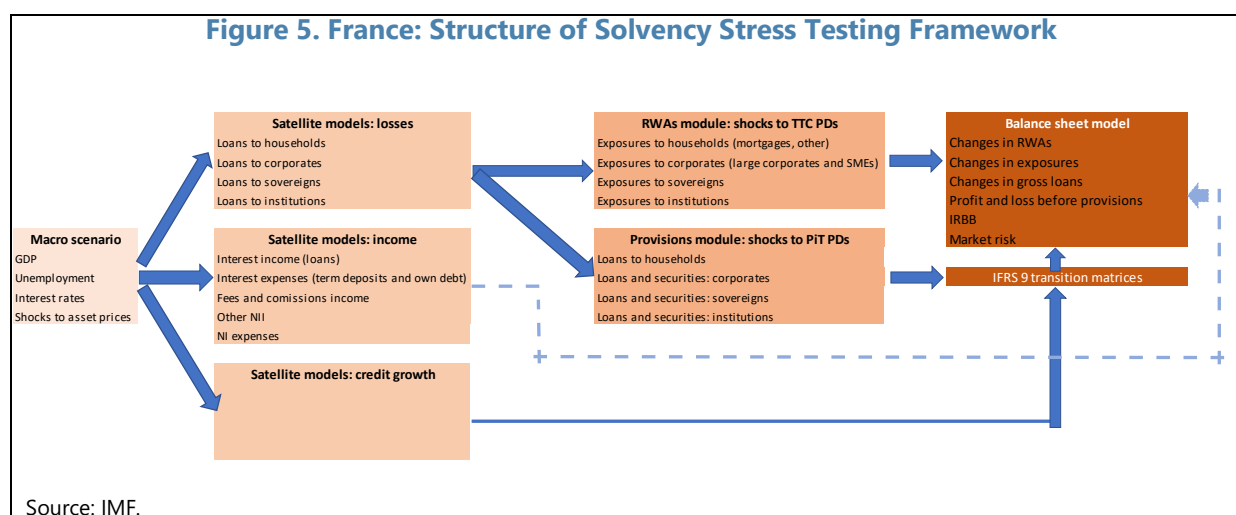 Figure 5. France: Structure of Solvency Stress Testing Framework
Macro scenario
GDP
Unemployment
Interest rates
Shocks to asset prices
Satellite models: losses
Loans to households
Loans to corporates
Loans to sovereigns
Loans to institutions
Satellite models: income
Interest income (loans)
Interest expenses (term deposits and own debt)
Fees and comissions income
Other NII
NI expenses
Satellite models: credit growth
RWAs module: shocks to TTC PDs
Exposures to households (mortgages, other)
Exposures to corporates (large corporates and SMEs)
Exposures to sovereigns
Exposures to institutions
Provisions module: shocks to PiT PDs
Loans to households
Loans and securities: corporates
Loans and securities: sovereigns
Loans and securities: institutions
Balance sheet model
Changes in RWAs
Changes in exposures
Changes in gross loans
Profit and loss before provisions
IRBB
Market risk
IFRS 9 transition matrices
Source: IMF.